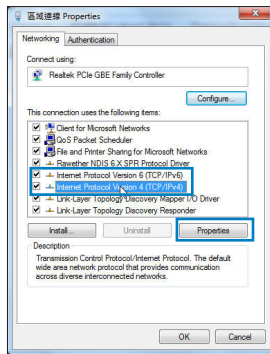 區域連線 Properties
Networking Authentication
Connect using:
Realtek PCIe GBE Family Controller
Configure...
This connection uses the following items:
Client for Microsoft Networks
QoS Packet Scheduler
File and Printer Sharing for Microsoft Networks
Rawether NDIS 6.X SPR Protocol Driver
Internet Protocol Version 6 (TCP/IPv6)
Internet Protocol Version 4 (TCP/IPv4)
Link-Layer Topology Discovery Mapper I/O Driver
Link-Layer Topology Discovery Responder
Install... Uninstall Properties
Description
Transmission Control Protocol/Internet Protocol. The default
wide area network protocol that provides communication
across diverse interconnected networks.
OK Cancel